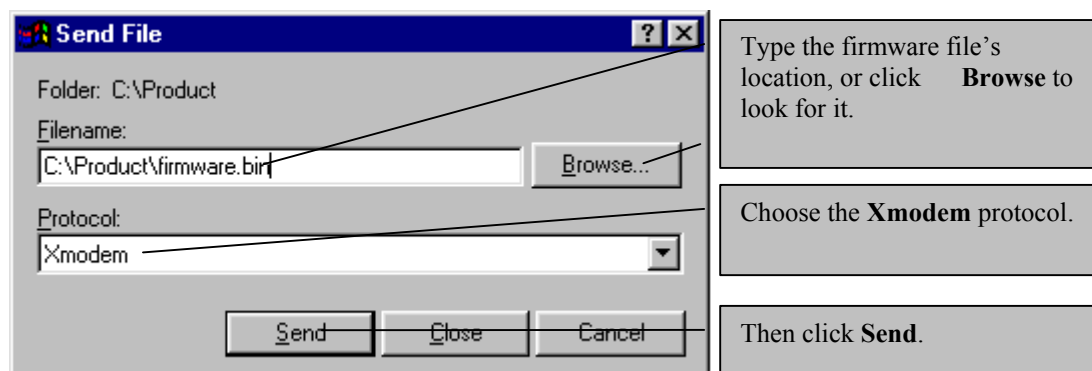 Send File
Folder: C:\Product
Filename:
C:\Product\firmware.bin
Browse...
Protocol:
Xmodem
Send
Close
Cancel
Type the firmware file's
location, or click Browse to
look for it.
Choose the Xmodem protocol.
Then click Send.